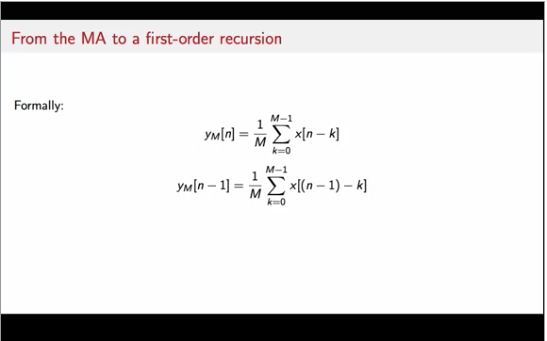 From the MA to a first-order recursion
Formally:
y_M[n] = \frac{1}{M} \sum_{k=0}^{M-1} x[n − k]
y_M[n − 1] = \frac{1}{M} \sum_{k=0}^{M-1} x[(n − 1) − k]